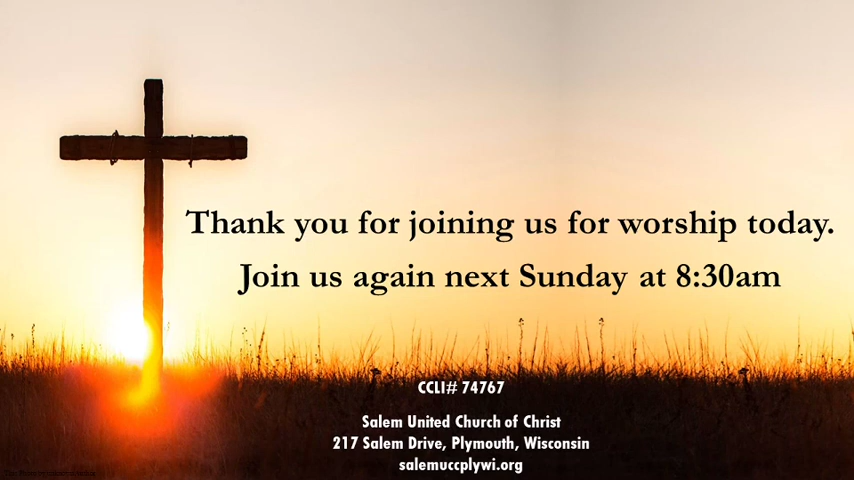 Thank you for joining us for worship today.
Join us again next Sunday at 8:30am
CCLI# 74767
Salem United Church of Christ
217 Salem Drive, Plymouth, Wisconsin
salemuccplywi.org